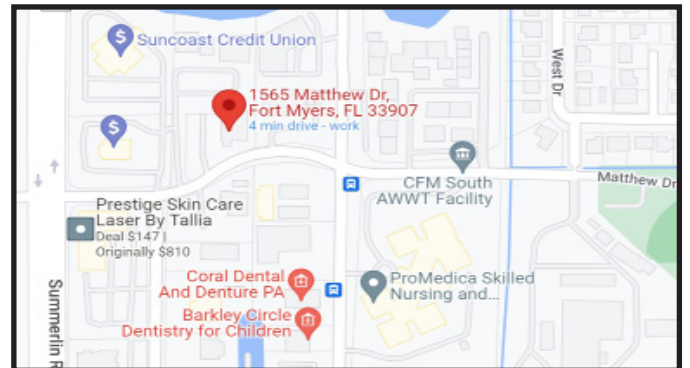 Suncoast Credit Union
$
1565 Matthew Dr,
Fort Myers, FL 33907
4 min drive - work
West Dr
$
CFM South
AWWT Facility
Matthew Dr
Prestige Skin Care
Laser By Tallia
Deal $147 |
Originally $810
Coral Dental
And Denture PA
ProMedica Skilled
Nursing and...
Barkley Circle
Dentistry for Children
Summerlin R